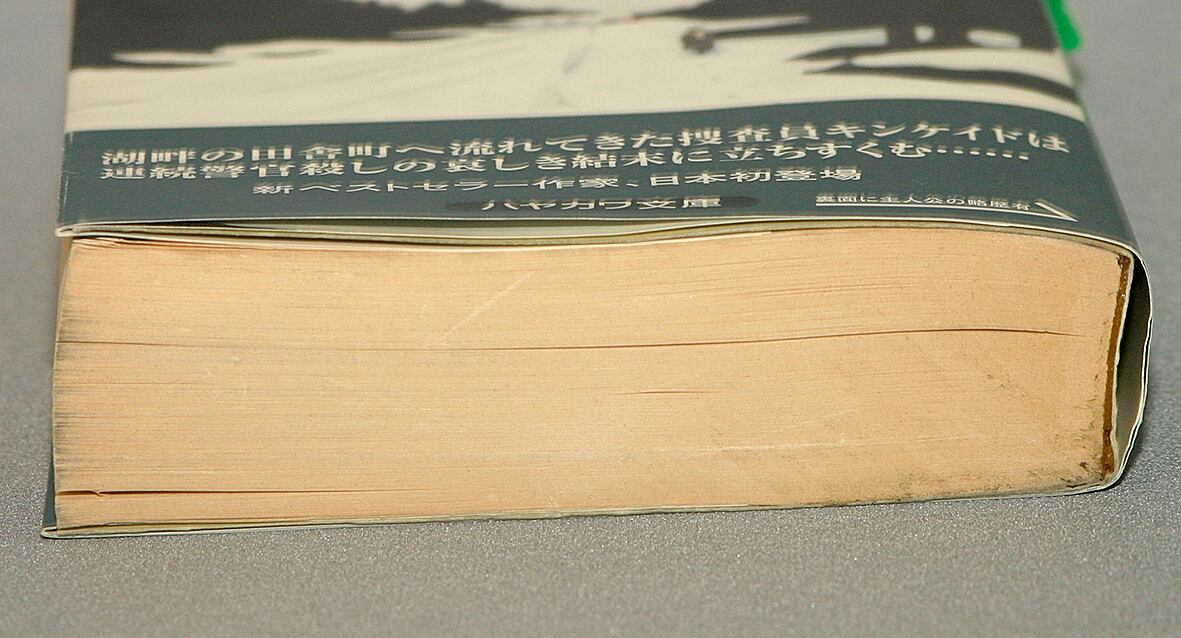 湖畔の田舎町へ流れてきた捜査員キンケイドは
連続警官殺しの哀しき結末に立ちすくむ……
新ベストセラー作家、日本初登場
ハヤカワ文庫
裏面に主人公の略歴有